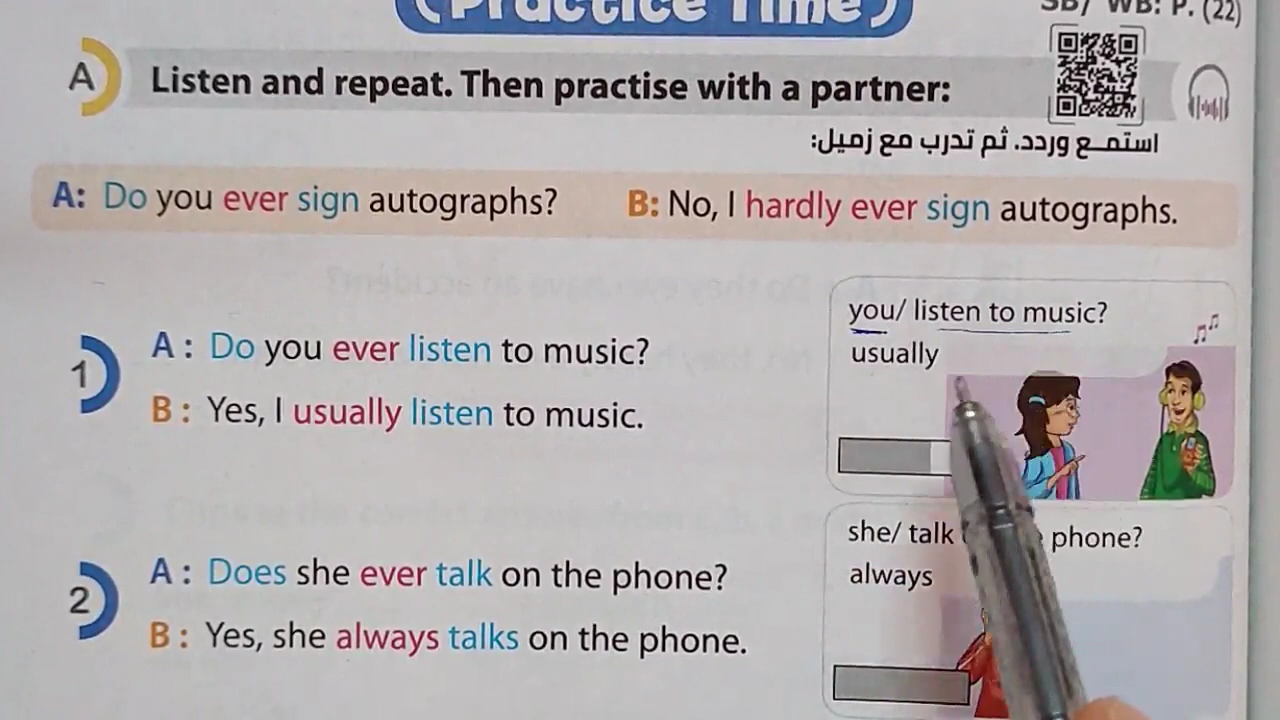 (Practice Time)
SB/ WB: P. (22)
A Listen and repeat. Then practise with a partner:
استمع وردد. ثم تدرب مع زميل:
A: Do you ever sign autographs? B: No, I hardly ever sign autographs.
1
A : Do you ever listen to music?
B : Yes, I usually listen to music.
you/ listen to music?
usually
2
A : Does she ever talk on the phone?
B : Yes, she always talks on the phone.
she/ talk phone?
always